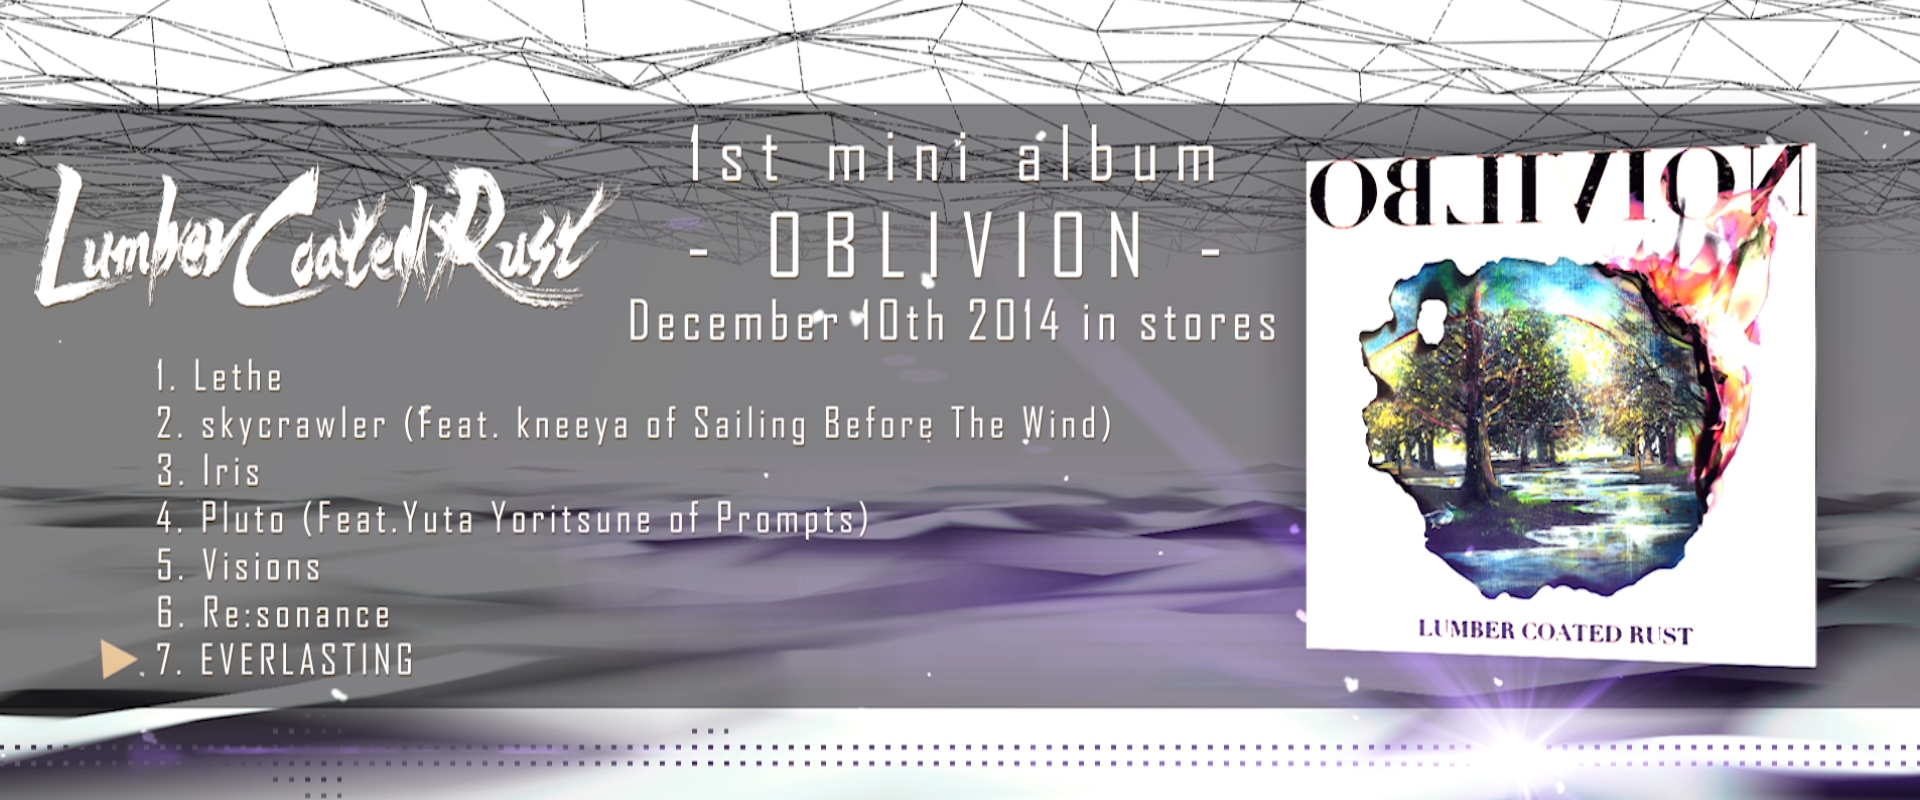 Lumber Coated Rust
1st mini album
- OBLIVION -
December 10th 2014 in stores
1. Lethe
2. skycrawler (Feat. kneeya of Sailing Before The Wind)
3. Iris
4. Pluto (Feat.Yuta Yoritsune of Prompts)
5. Visions
6. Re:sonance
7. EVERLASTING
OBLIVION
LUMBER COATED RUST